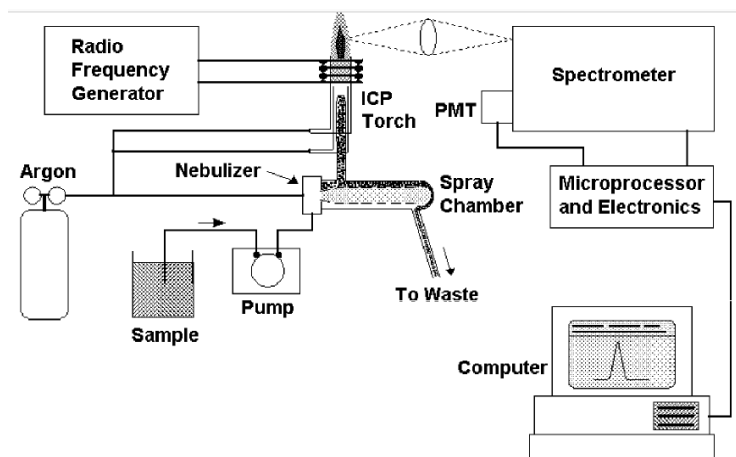 Radio
Frequency
Generator
ICP
Torch
Spectrometer
PMT
Argon
Nebulizer
Spray
Chamber
Microprocessor
and Electronics
To Waste
Pump
Sample
Computer